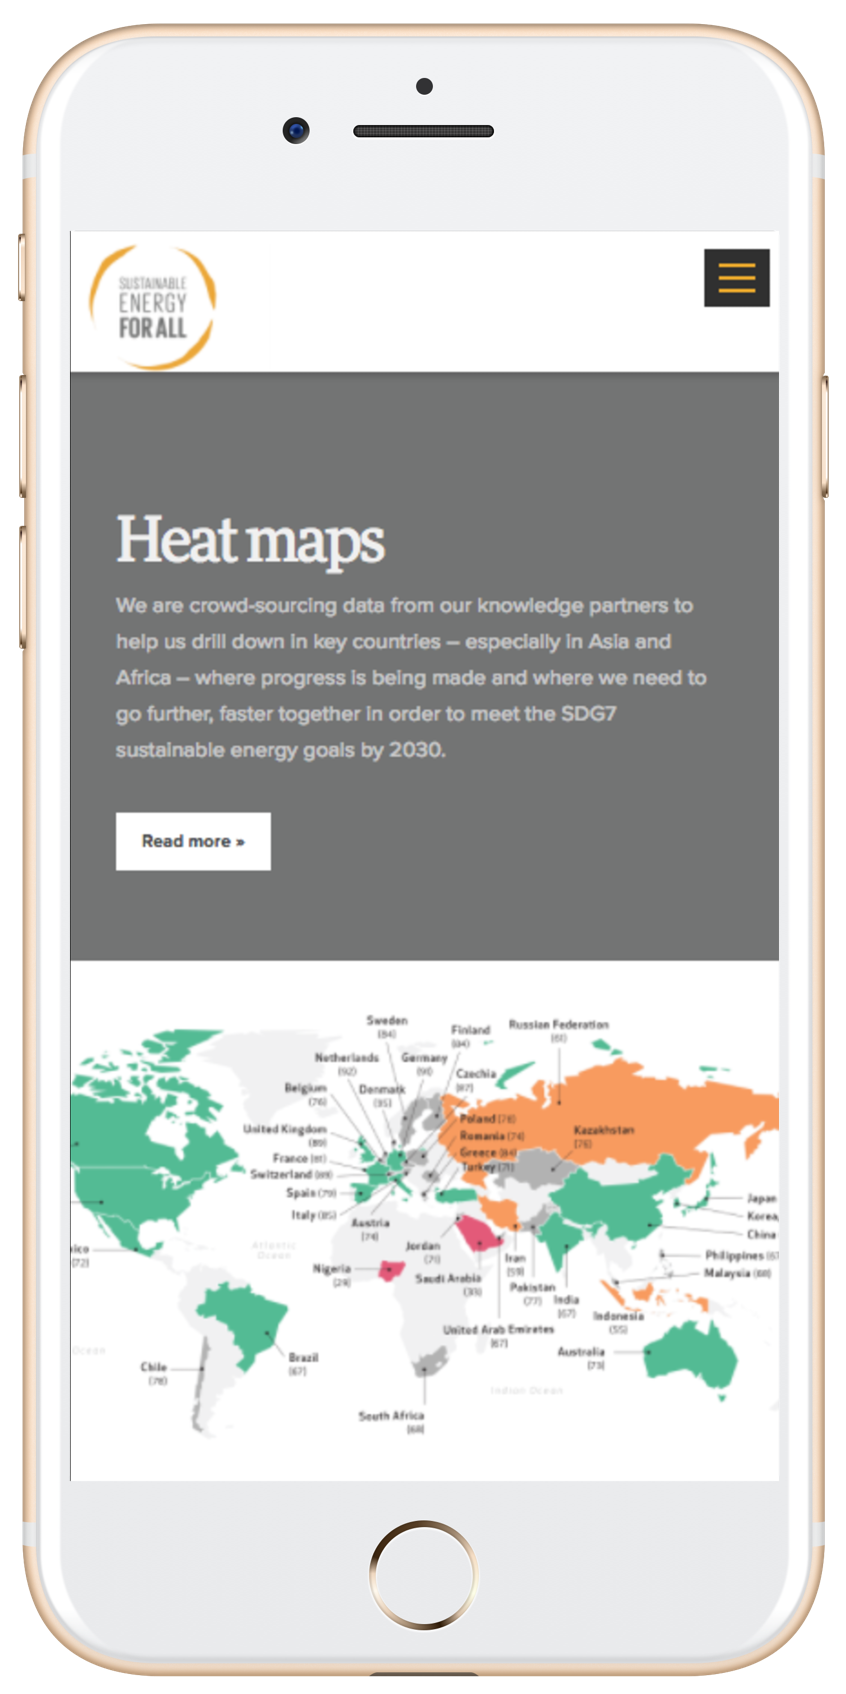 SUSTAINABLE
ENERGY
FOR ALL
Heat maps
We are crowd-sourcing data from our knowledge partners to
help us drill down in key countries – especially in Asia and
Africa – where progress is being made and where we need to
go further, faster together in order to meet the SDG7
sustainable energy goals by 2030.
Read more »
Sweden
(84)
Finland
(84)
Russian Federation
(61)
Netherlands
(92)
Germany
(90)
Czechia
(87)
Belgium
(76)
Denmark
Poland (78)
United Kingdom
(89)
Romania (74)
Kazakhstan
(75)
France (81)
Greece (84)
Switzerland (89)
Turkey (71)
Spain (79)
Japan
Italy (85)
Korea,
Austria
(74)
China
Atlantic
Ocean
Jordan
(71)
ico
(72)
Philippines
Iran
(59)
Malaysia (68)
Nigeria
(29)
Saudi Arabia
(33)
Pakistan
(77)
India
(67)
Indonesia
(55)
United Arab Emirates
(67)
Ocean
Australia
(73)
Brazil
(67)
Chile
(78)
Indian Ocean
South Africa
(68)